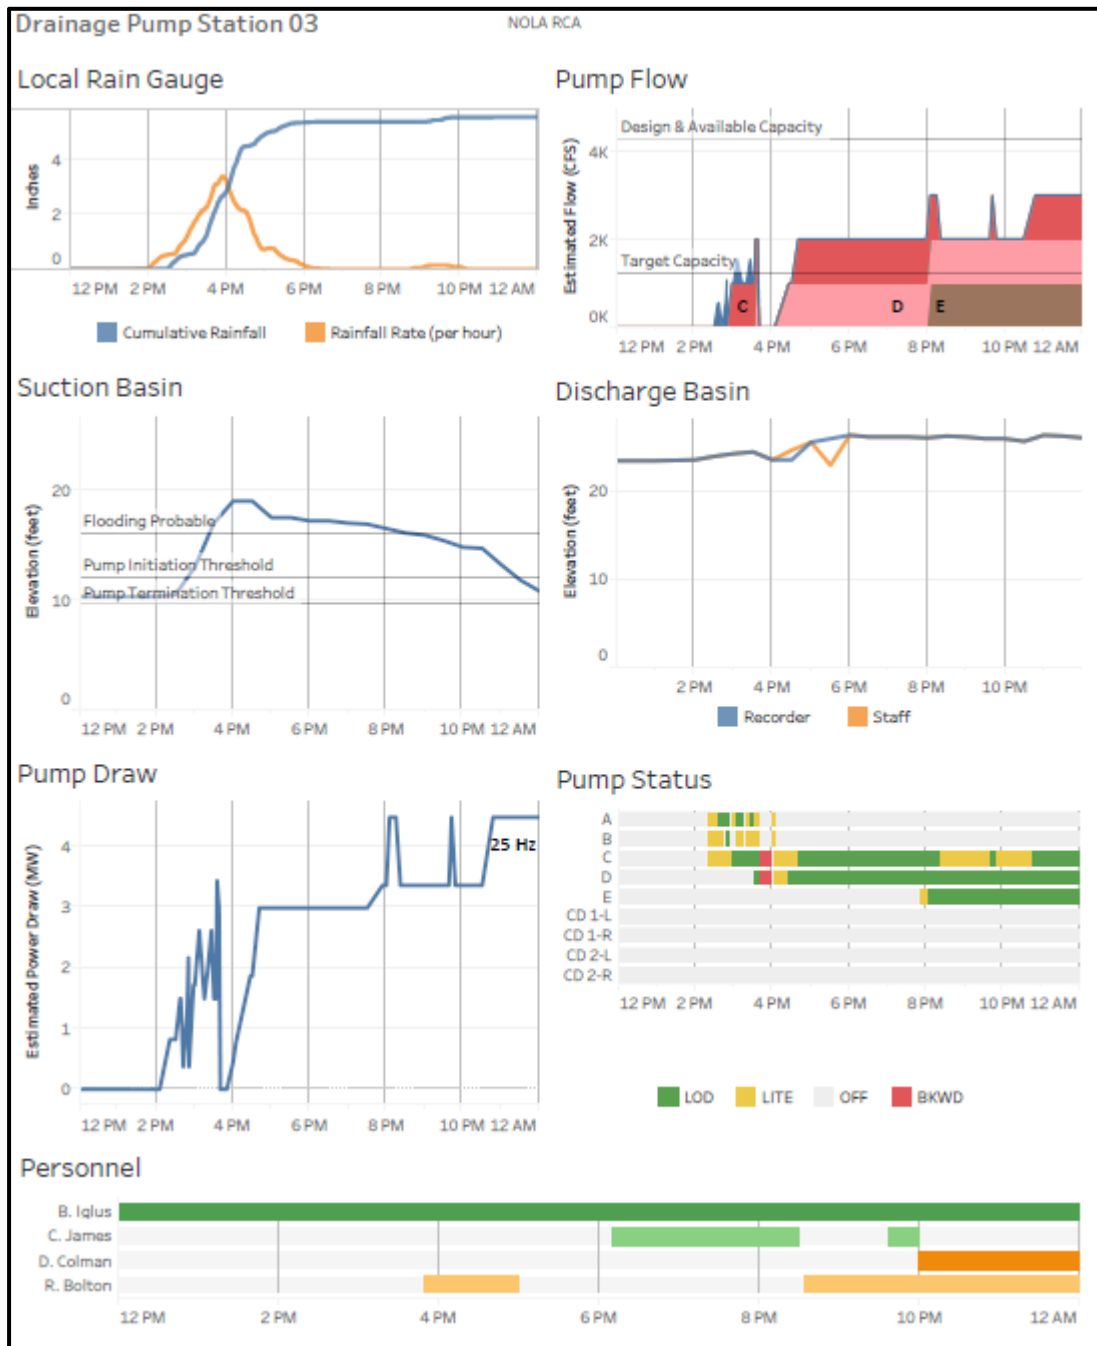 Drainage Pump Station 03
NOLA RCA
Local Rain Gauge
Inches
4
2
0
12 PM 2 PM 4 PM 6 PM 8 PM 10 PM 12 AM
Cumulative Rainfall Rainfall Rate (per hour)
Pump Flow
Estimated Flow (CFS)
Design & Available Capacity
4K
2K
Target Capacity
0K
C D E
12 PM 2 PM 4 PM 6 PM 8 PM 10 PM 12 AM
Suction Basin
Elevation (feet)
20
Flooding Probable
Pump Initiation Threshold
Pump Termination Threshold
10
0
12 PM 2 PM 4 PM 6 PM 8 PM 10 PM 12 AM
Discharge Basin
Elevation (feet)
20
10
0
2 PM 4 PM 6 PM 8 PM 10 PM
Recorder Staff
Pump Draw
Estimated Power Draw (MW)
4
3
2
1
0
25 Hz
12 PM 2 PM 4 PM 6 PM 8 PM 10 PM 12 AM
Pump Status
A
B
C
D
E
CD 1-L
CD 1-R
CD 2-L
CD 2-R
12 PM 2 PM 4 PM 6 PM 8 PM 10 PM 12 AM
LOD LITE OFF BKWD
Personnel
B. Iglus
C. James
D. Colman
R. Bolton
12 PM 2 PM 4 PM 6 PM 8 PM 10 PM 12 AM